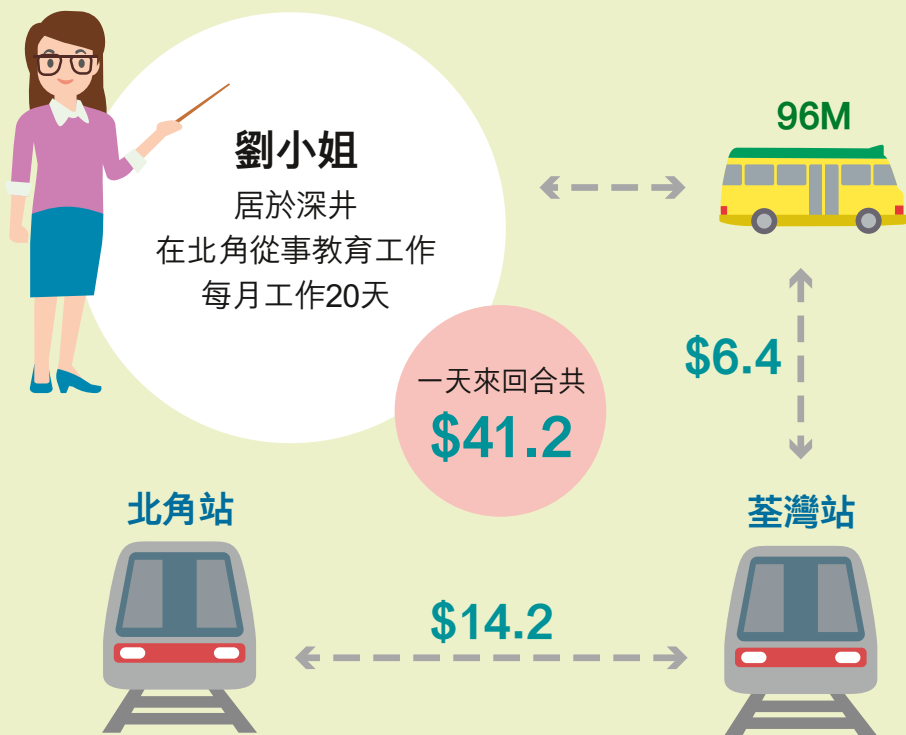 劉小姐
居於深井
在北角從事教育工作
每月工作20天
96M
$6.4
一天來回合共
$41.2
北角站
荃灣站
$14.2